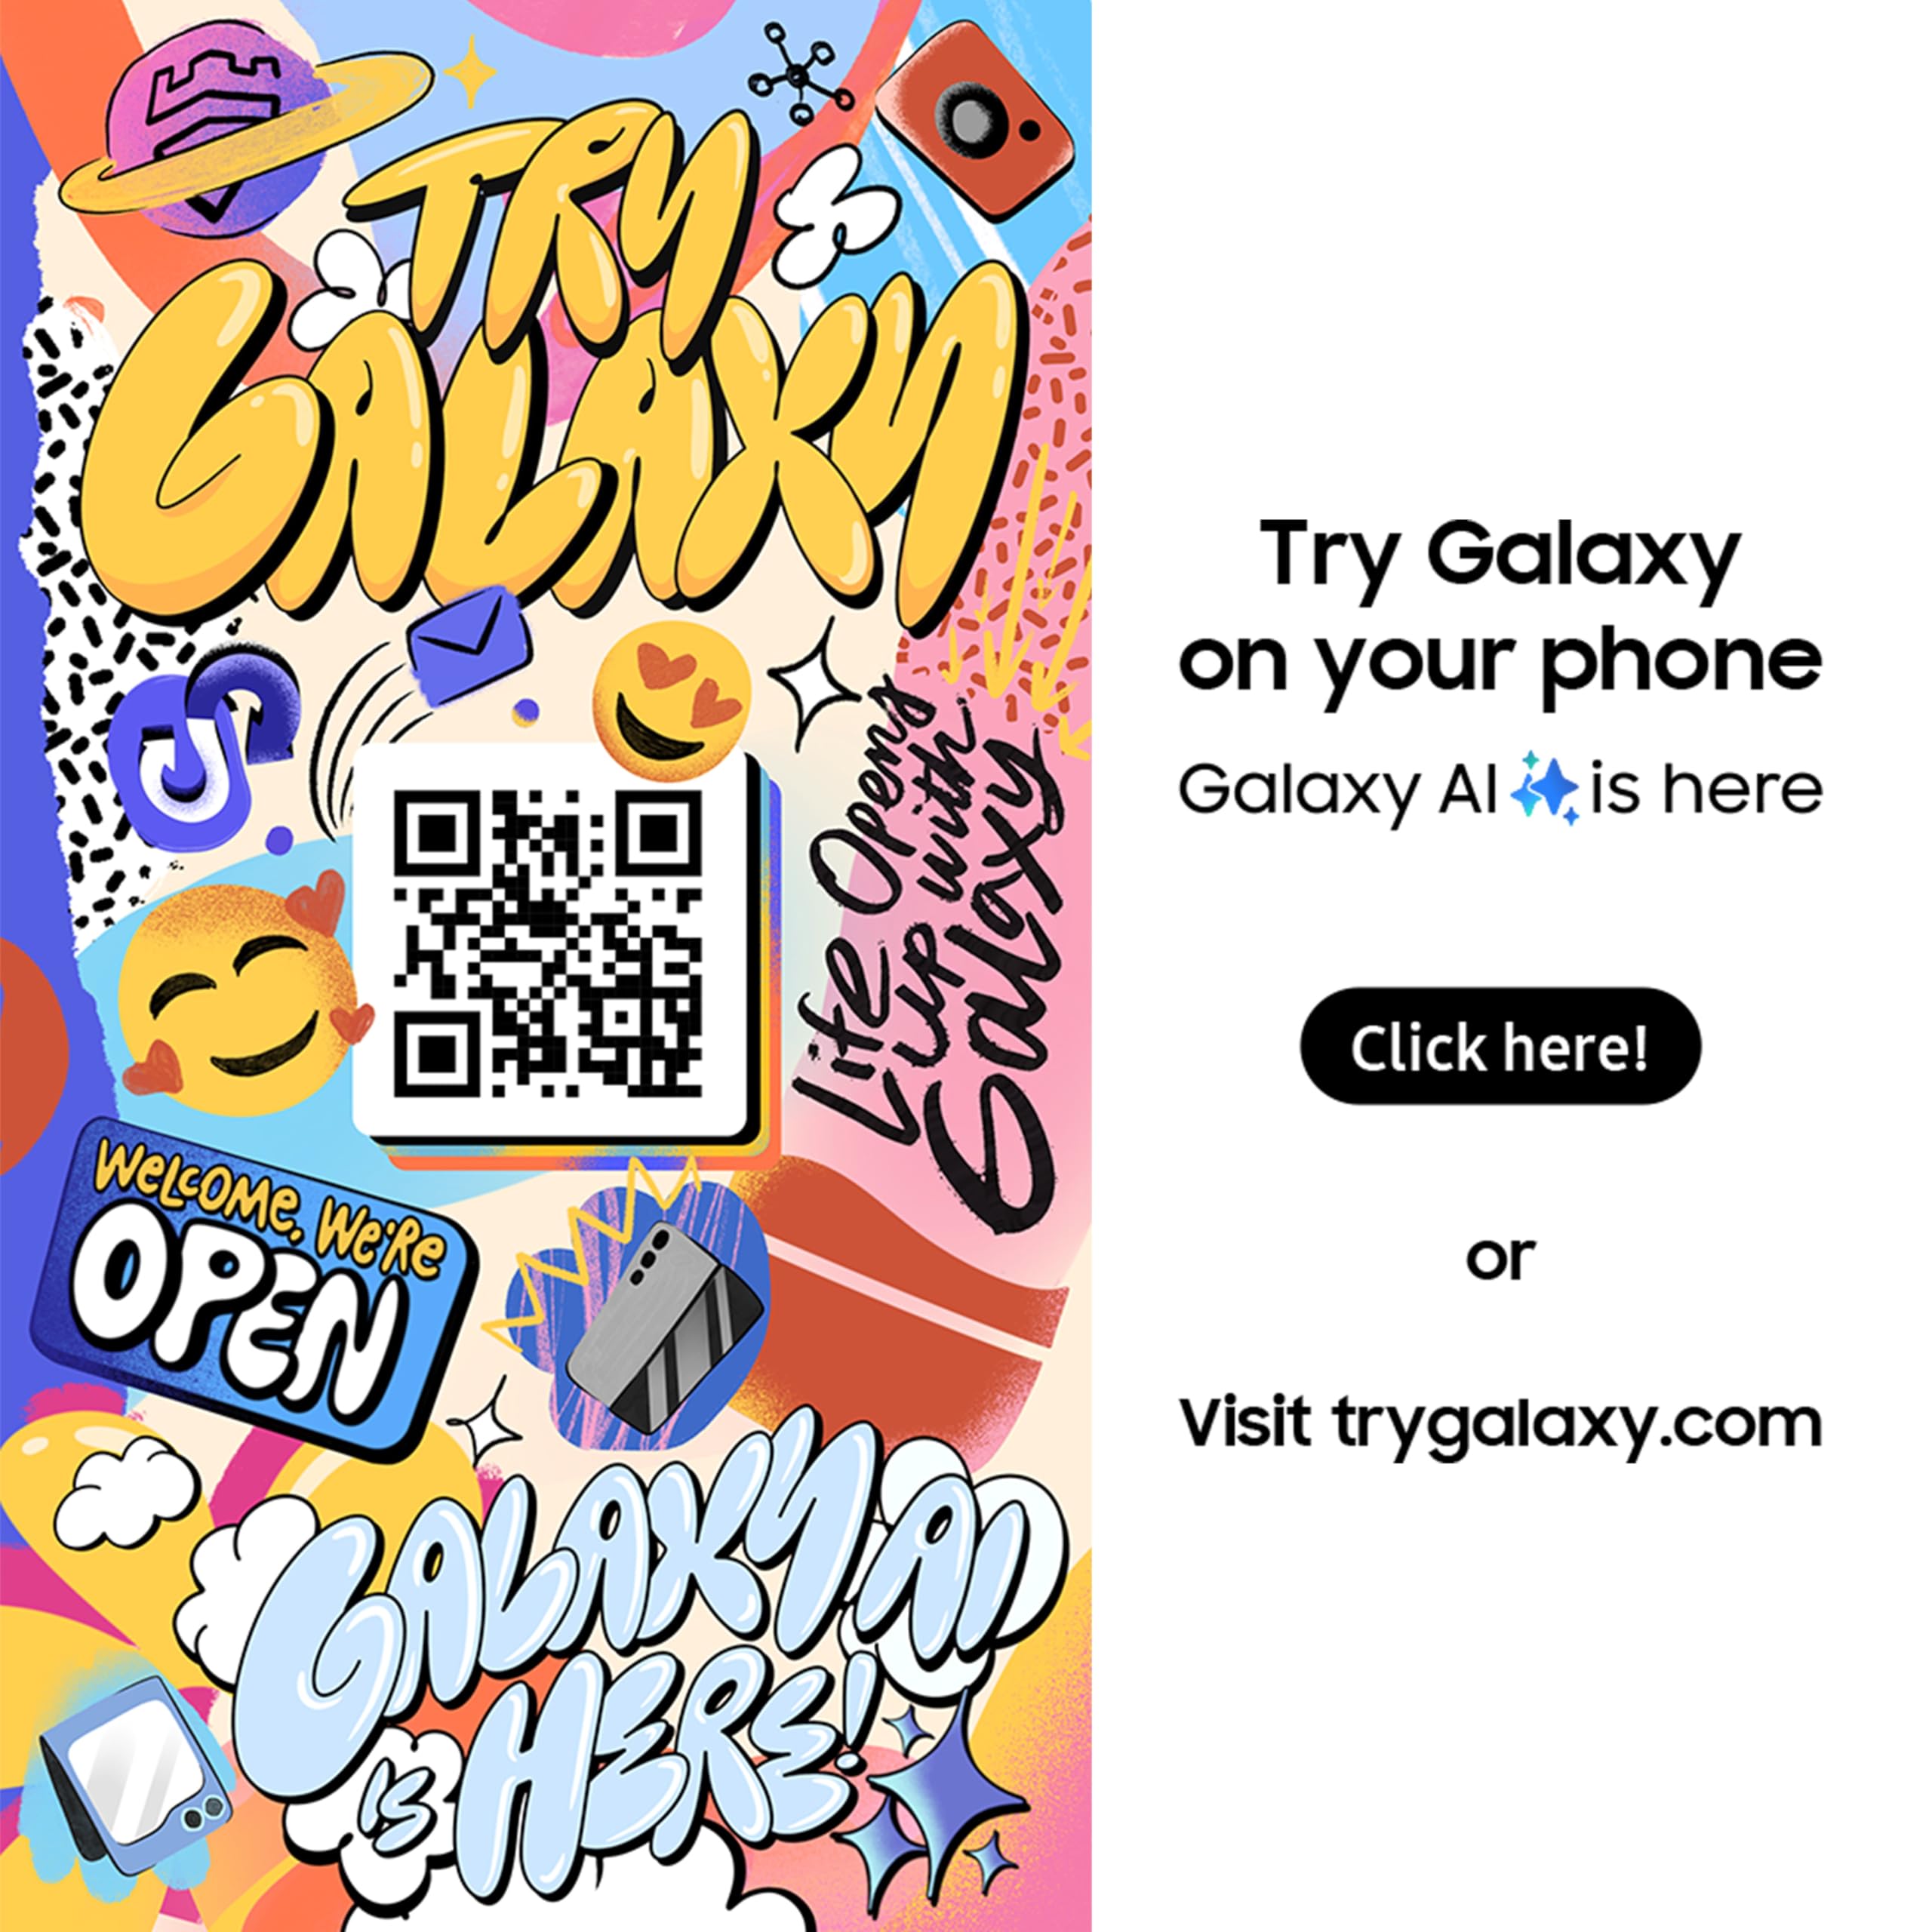 TRY
GALAXY
Life Opens
Up with
Galaxy
WELCOME, WE'RE
OPEN
GALAXY AI
IS HERE!
Try Galaxy
on your phone
Galaxy AI is here
Click here!
or
Visit trygalaxy.com